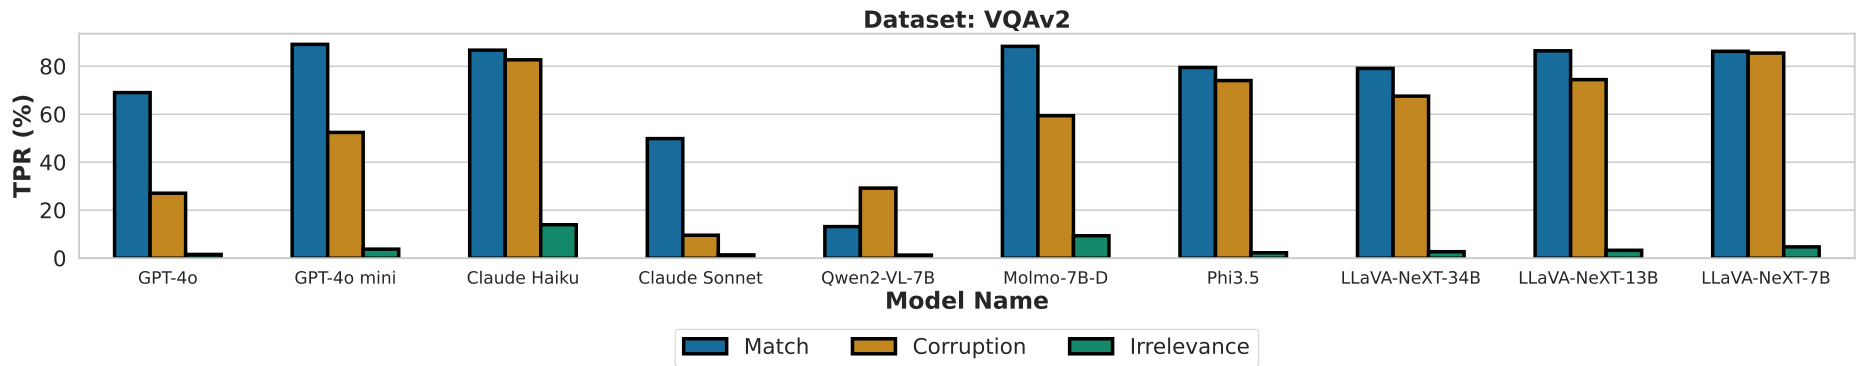 Dataset: VQAv2
TPR (%)
80
60
40
20
0
GPT-4o GPT-4o mini Claude Haiku Claude Sonnet Qwen2-VL-7B Molmo-7B-D Phi3.5 LLaVA-NeXT-34B LLaVA-NeXT-13B LLaVA-NeXT-7B
Model Name
Match Corruption Irrelevance